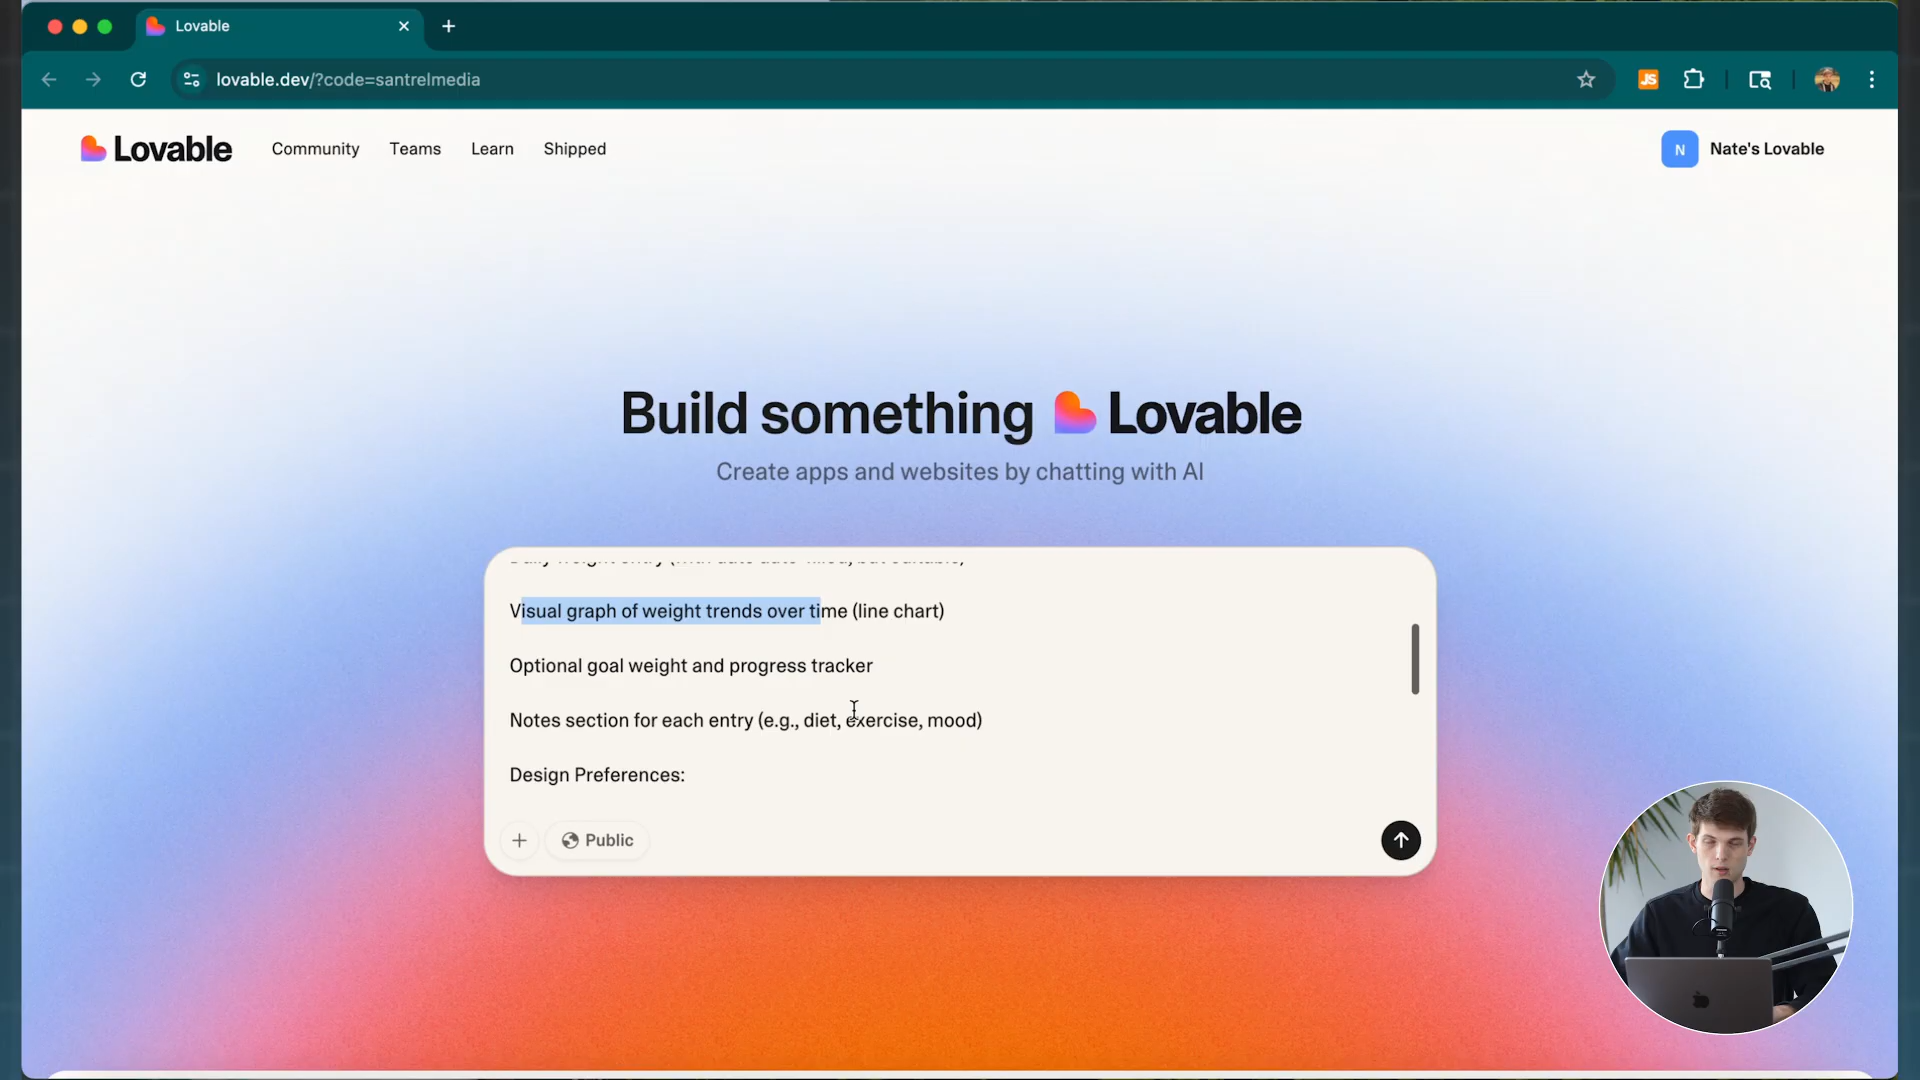 Lovable
lovable.dev/?code=santrelmedia
JS
Lovable
Community
Teams
Learn
Shipped
N
Nate's Lovable
Build something Lovable
Create apps and websites by chatting with AI
Visual graph of weight trends over time (line chart)
Optional goal weight and progress tracker
Notes section for each entry (e.g., diet, exercise, mood)
Design Preferences:
Public